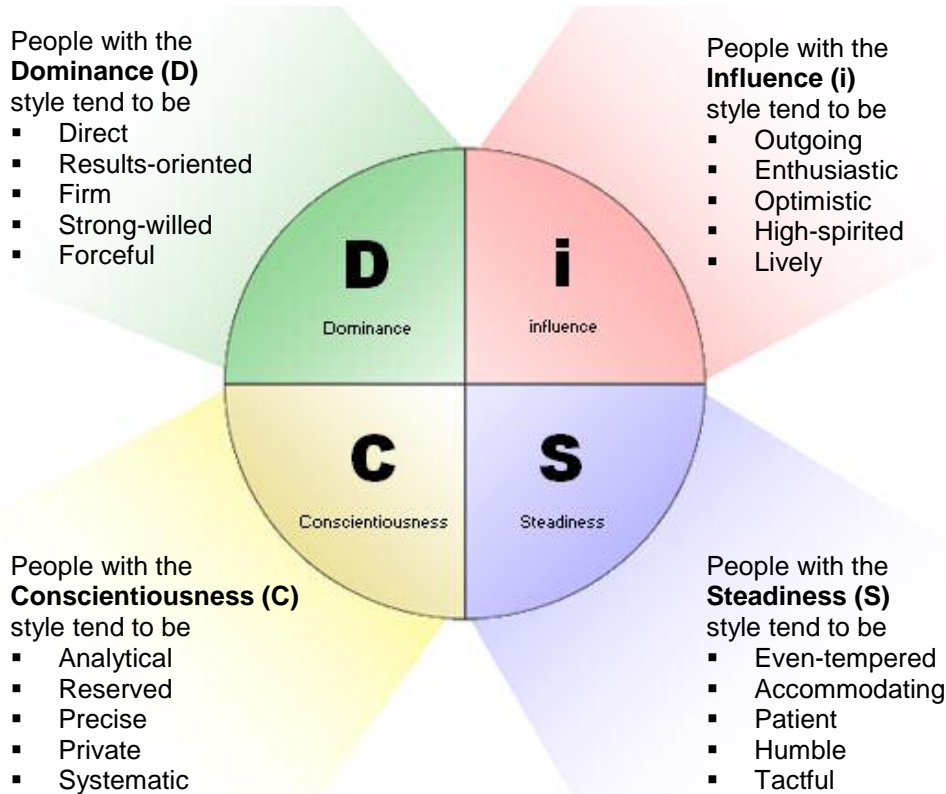 People with the
Dominance (D)
style tend to be
▪ Direct
▪ Results-oriented
▪ Firm
▪ Strong-willed
▪ Forceful
People with the
Influence (i)
style tend to be
▪ Outgoing
▪ Enthusiastic
▪ Optimistic
▪ High-spirited
▪ Lively
D
Dominance
i
influence
C
Conscientiousness
S
Steadiness
People with the
Conscientiousness (C)
style tend to be
▪ Analytical
▪ Reserved
▪ Precise
▪ Private
▪ Systematic
People with the
Steadiness (S)
style tend to be
▪ Even-tempered
▪ Accommodating
▪ Patient
▪ Humble
▪ Tactful